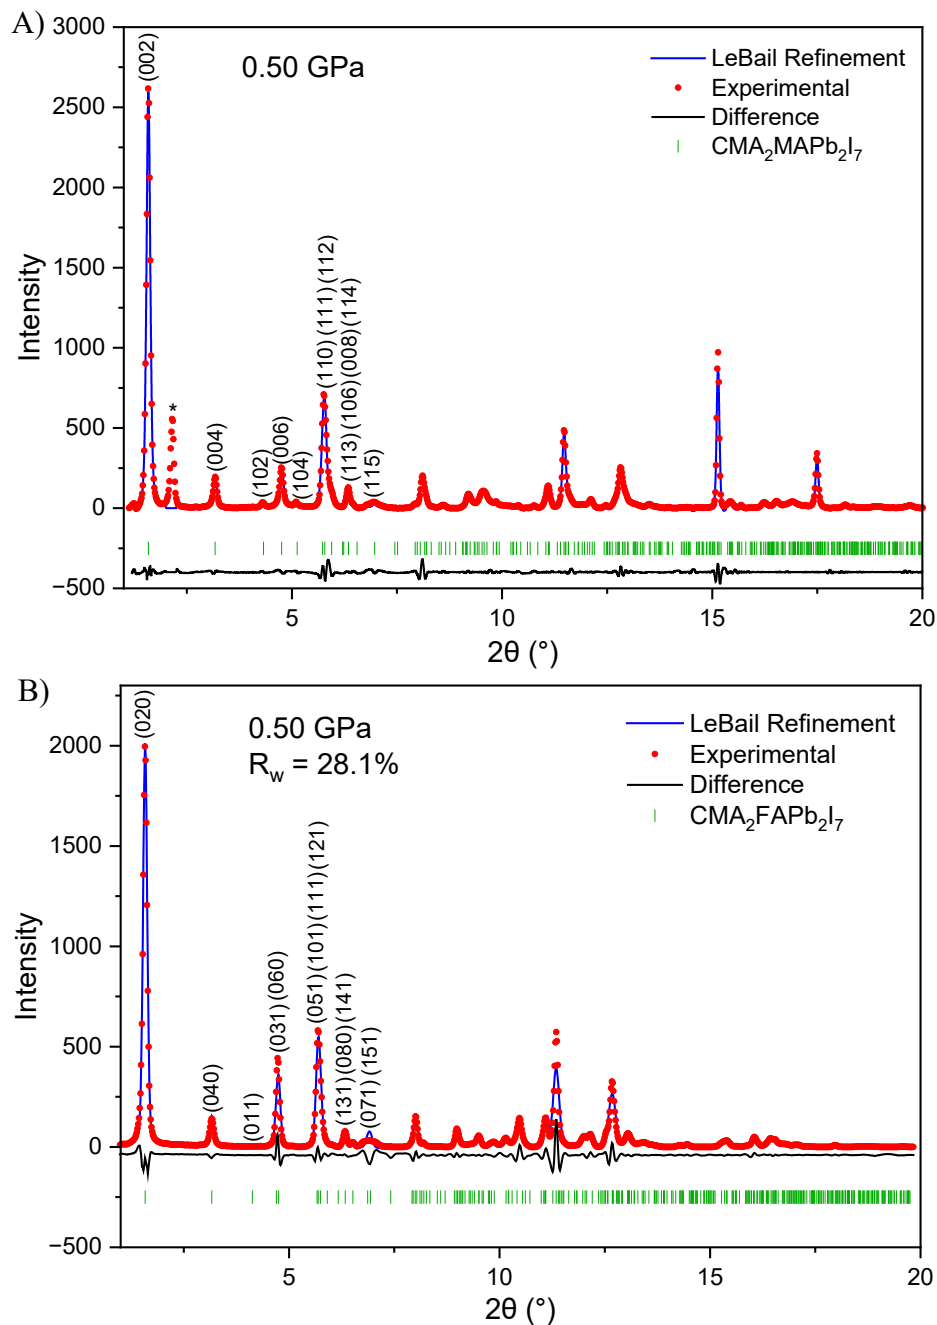 A)
3000
2500
2000
1500
1000
500
0
−500
Intensity
0.50 GPa
LeBail Refinement
Experimental
Difference
CMA₂MAPb₂I₇
(002)
*
(004)
(102)
(006)
(104)
(110) (111) (112)
(113) (106) (008) (114)
(115)
5 10 15 20
2θ (°)
B)
2000
1500
1000
500
0
−500
Intensity
0.50 GPa
R_w = 28.1%
LeBail Refinement
Experimental
Difference
CMA₂FAPb₂I₇
(020)
(040)
(011)
(031) (060)
(051) (101) (111) (121)
(131) (080) (141)
(071) (151)
5 10 15 20
2θ (°)